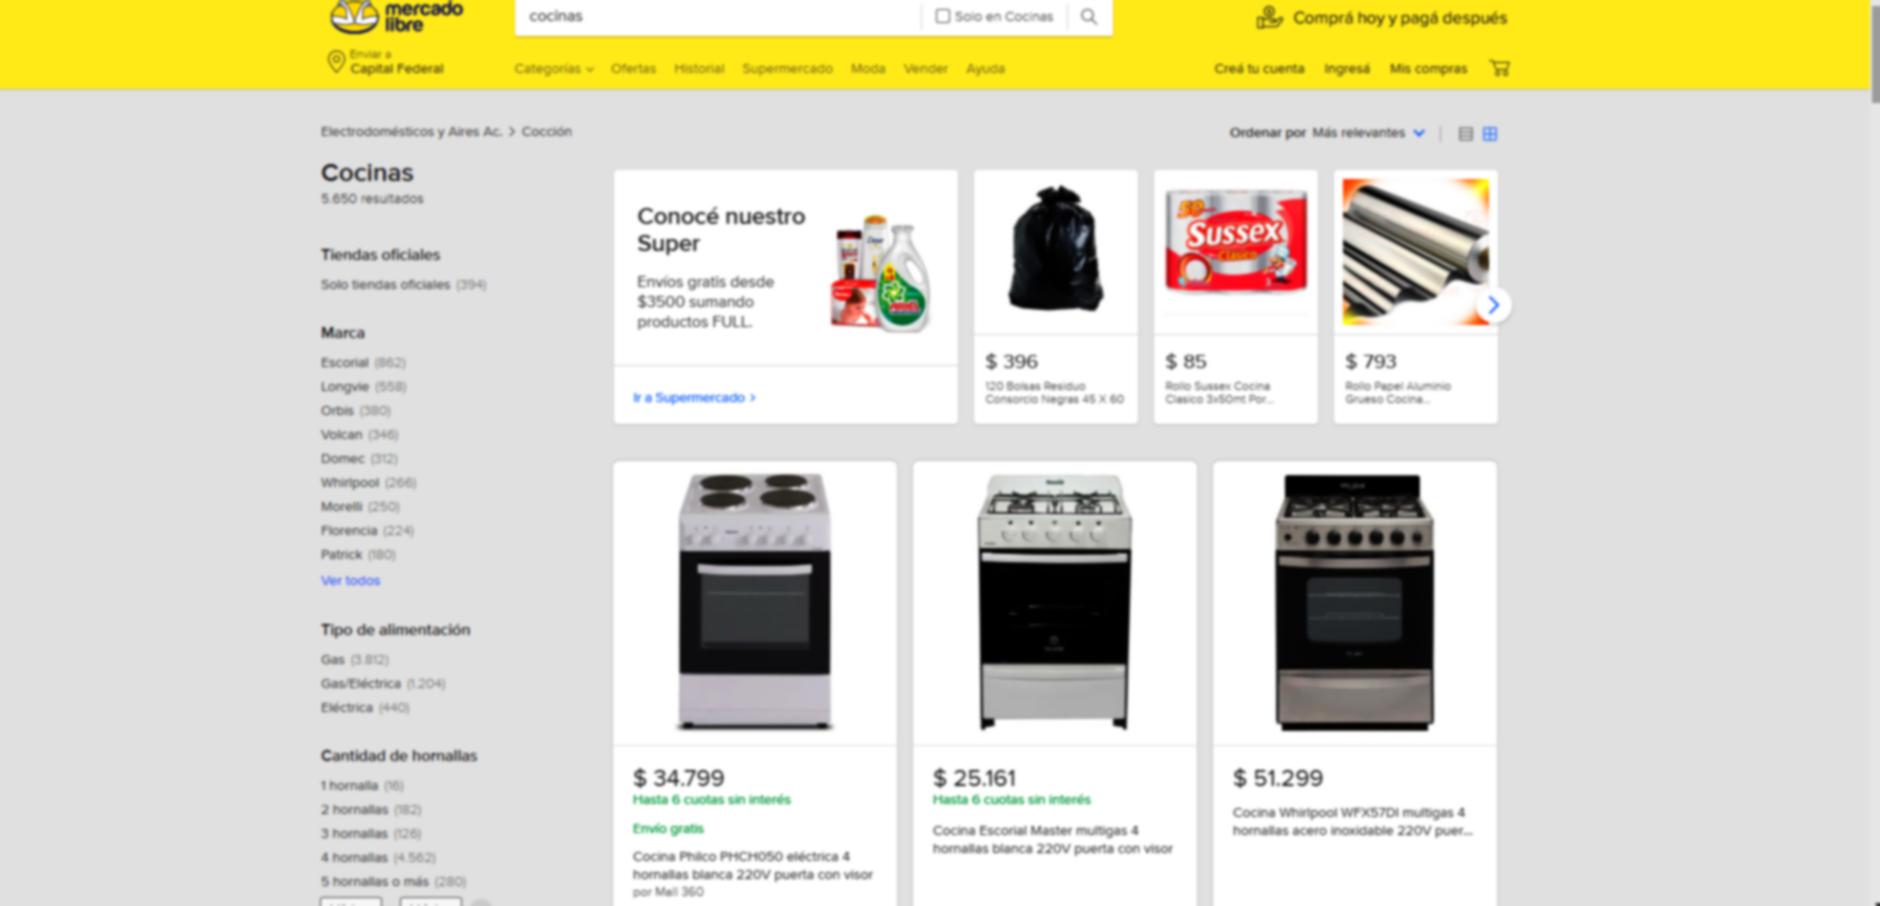 mercado
libre
cocinas
Solo en Cocinas
Comprá hoy y pagá después
Enviar a
Capital Federal
Categorías
Ofertas
Historial
Supermercado
Moda
Vender
Ayuda
Creá tu cuenta
Ingresá
Mis compras
Electrodomésticos y Aires Ac. > Cocción
Ordenar por Más relevantes
Cocinas
5.650 resultados
Tiendas oficiales
Solo tiendas oficiales (394)
Marca
Escorial (862)
Longvie (558)
Orbis (380)
Volcan (346)
Domec (312)
Whirlpool (266)
Morelli (250)
Florencia (224)
Patrick (180)
Ver todos
Tipo de alimentación
Gas (3.812)
Gas/Eléctrica (1.204)
Eléctrica (440)
Cantidad de hornallas
1 hornalla (16)
2 hornallas (182)
3 hornallas (126)
4 hornallas (4.562)
5 hornallas o más (280)
Conocé nuestro
Super
Envíos gratis desde
$3500 sumando
productos FULL.
Ir a Supermercado >
$ 396
120 Bolsas Residuo
Consorcio Negras 45 X 60
Sussex
Clasico
$ 85
Rollo Sussex Cocina
Clasico 3x50mt Por...
$ 793
Rollo Papel Aluminio
Grueso Cocina...
$ 34.799
Hasta 6 cuotas sin interés
Envío gratis
Cocina Philco PHCH050 eléctrica 4
hornallas blanca 220V puerta con visor
por Mall 360
$ 25.161
Hasta 6 cuotas sin interés
Cocina Escorial Master multigas 4
hornallas blanca 220V puerta con visor
$ 51.299
Cocina Whirlpool WFX57DI multigas 4
hornallas acero inoxidable 220V puer...